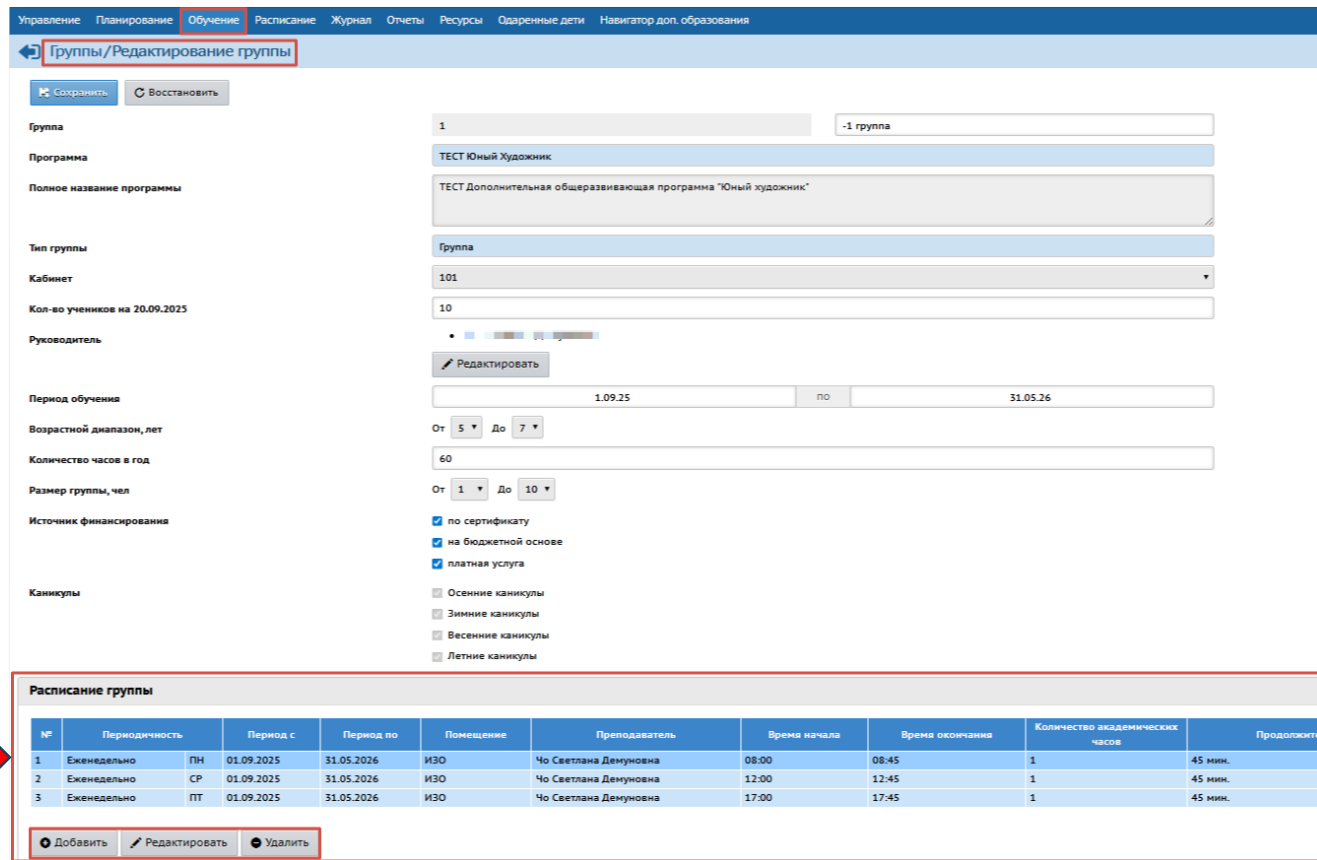 Управление Планирование Обучение Расписание Журнал Отчеты Ресурсы Одаренные дети Навигатор доп. образования
Группы/Редактирование группы
Сохранить Восстановить
Группа 1 -1 группа
Программа ТЕСТ Юный Художник
Полное название программы ТЕСТ Дополнительная общеразвивающая программа "Юный художник"
Тип группы Группа
Кабинет 101
Кол-во учеников на 20.09.2025 10
Руководитель
Редактировать
Период обучения 1.09.25 по 31.05.26
Возрастной диапазон, лет От 5 До 7
Количество часов в год 60
Размер группы, чел От 1 До 10
Источник финансирования по сертификату
на бюджетной основе
платная услуга
Каникулы Осенние каникулы
Зимние каникулы
Весенние каникулы
Летние каникулы
Расписание группы
№ Периодичность Период с Период по Помещение Преподаватель Время начала Время окончания Количество академических часов Продолжит
1 Еженедельно ПН 01.09.2025 31.05.2026 ИЗО Чо Светлана Демуновна 08:00 08:45 1 45 мин.
2 Еженедельно СР 01.09.2025 31.05.2026 ИЗО Чо Светлана Демуновна 12:00 12:45 1 45 мин.
3 Еженедельно ПТ 01.09.2025 31.05.2026 ИЗО Чо Светлана Демуновна 17:00 17:45 1 45 мин.
Добавить Редактировать Удалить